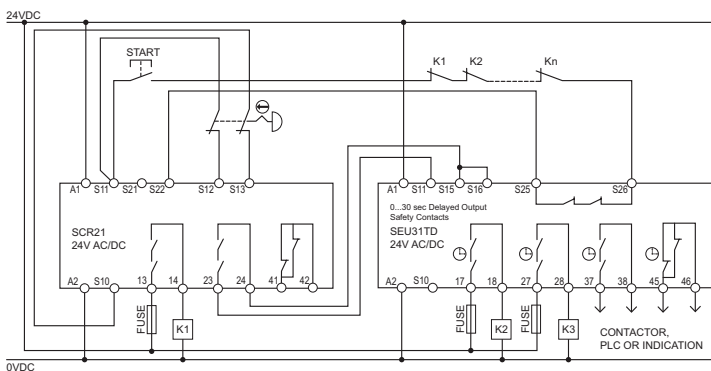 24VDC
START
K1 K2 Kn
A1 S11 S21 S22 S12 S13
A1 S11 S15 S16 S25 S26
0...30 sec Delayed Output
Safety Contacts
SCR21
24V AC/DC
SEU31TD
24V AC/DC
A2 S10 13 14 23 24 41 42
A2 S10 17 18 27 28 37 38 45 46
FUSE K1 FUSE K2 FUSE K3
CONTACTOR,
PLC OR INDICATION
0VDC